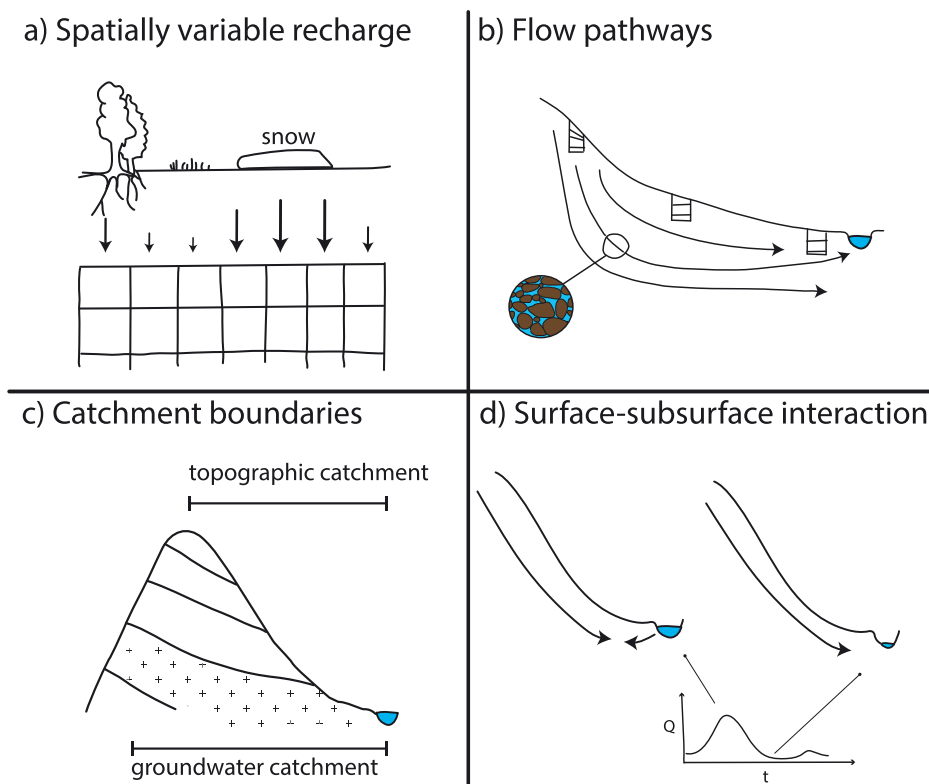 a) Spatially variable recharge
snow
b) Flow pathways
c) Catchment boundaries
topographic catchment
groundwater catchment
d) Surface-subsurface interaction
Q
t